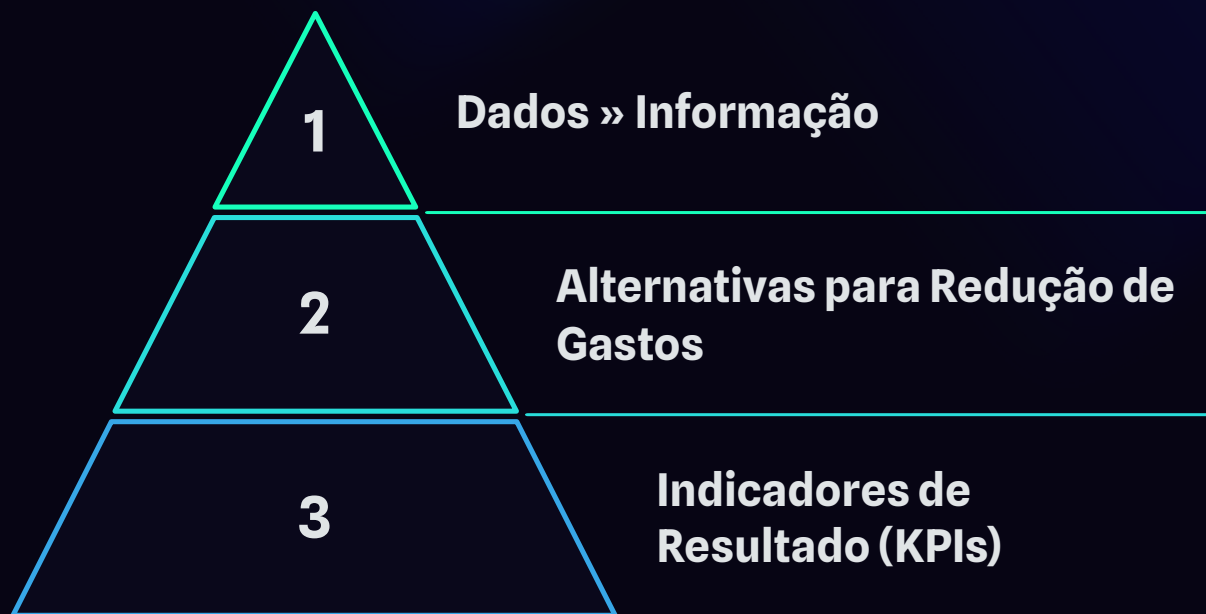 1
Dados » Informação
2
Alternativas para Redução de
Gastos
3
Indicadores de
Resultado (KPIs)